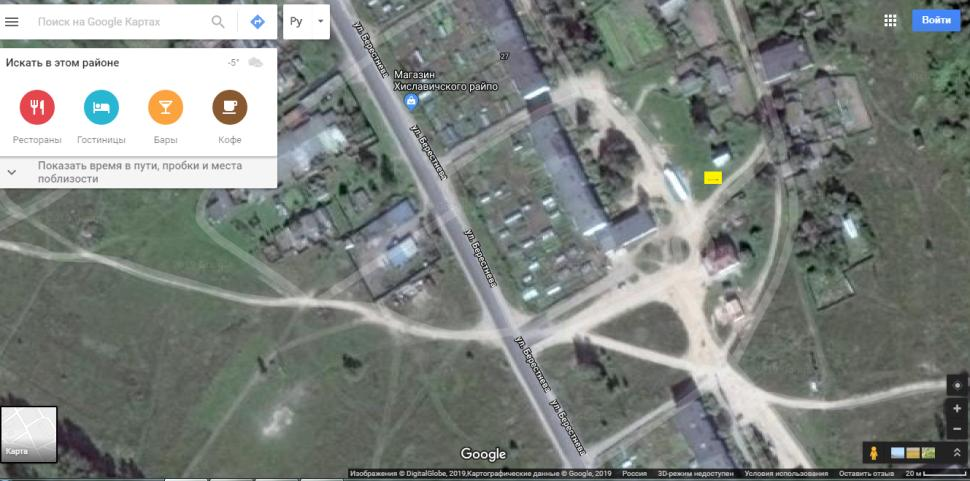 Поиск на Google Картах
Ру
Войти
Искать в этом районе
-5°
Рестораны
Гостиницы
Бары
Кофе
Показать время в пути, пробки и места
поблизости
ул. Берестнева
27
Магазин
Хиславичского райпо
ул. Берестнева
ул. Берестнева
ул. Берестнева
ул. Берестнева
Карта
Google
Изображения © DigitalGlobe, 2019,Картографические данные © Google, 2019 Россия 3D-режим недоступен Условия использования Оставить отзыв 20 м